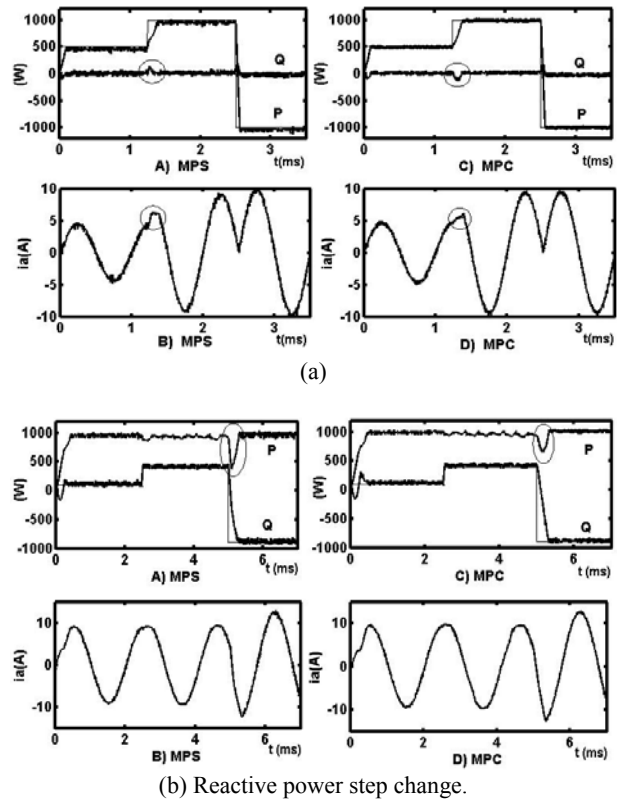 1000
500
0
-500
-1000
(W)
Q
P
0 1 2 3
t(ms)
A) MPS
1000
500
0
-500
-1000
(W)
Q
P
0 1 2 3
t(ms)
C) MPC
10
5
0
-5
-10
ia(A)
0 1 2 3
t(ms)
B) MPS
10
5
0
-5
-10
ia(A)
0 1 2 3
t(ms)
D) MPC
(a)
1000
500
0
-500
-1000
(W)
P
Q
0 2 4 6
t (ms)
A) MPS
1000
500
0
-500
-1000
(W)
P
Q
0 2 4 6
t (ms)
C) MPC
10
0
-10
ia(A)
0 2 4 6
t (ms)
B) MPS
10
0
-10
ia(A)
0 2 4 6
t (ms)
D) MPC
(b) Reactive power step change.